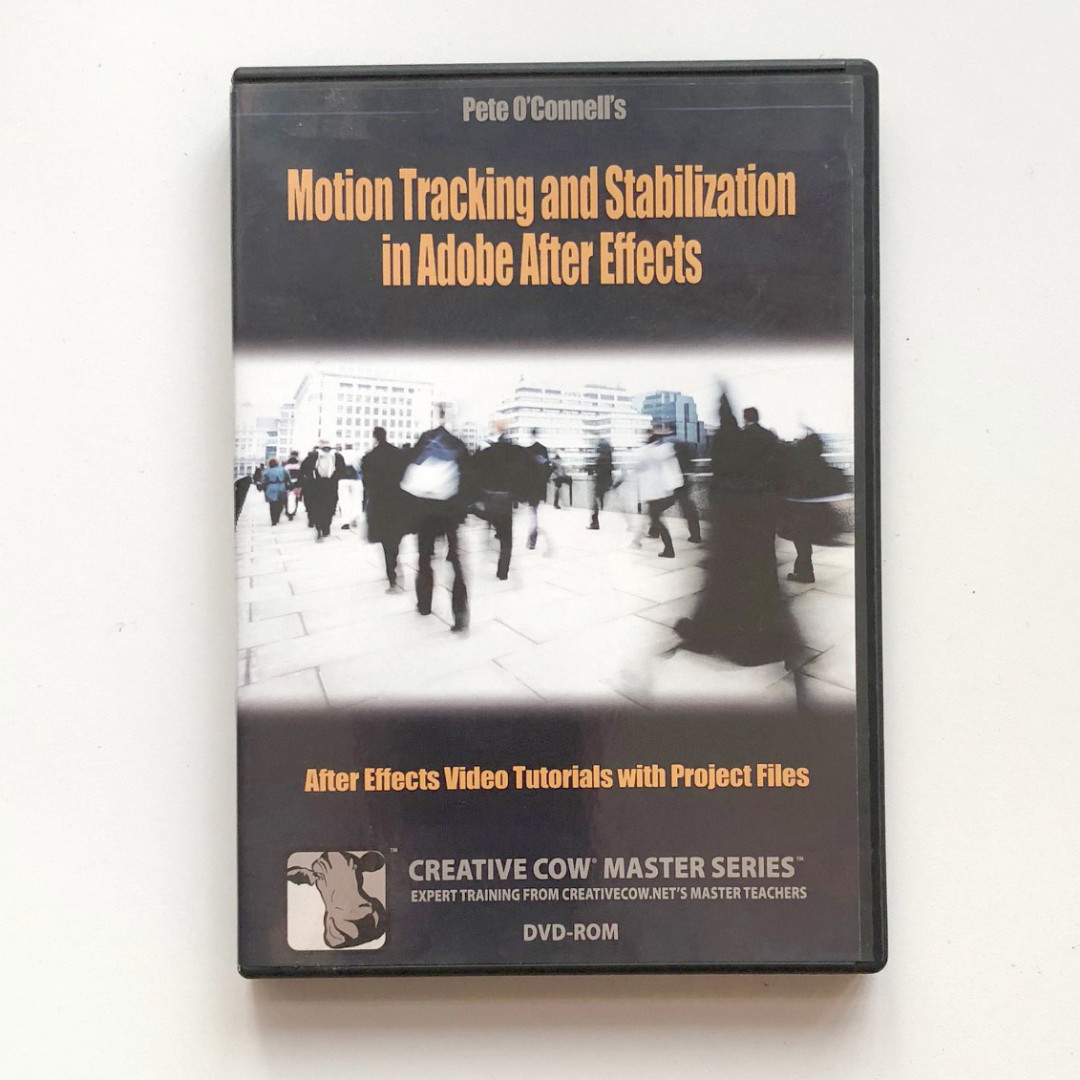 Pete O'Connell's
Motion Tracking and Stabilization
in Adobe After Effects
After Effects Video Tutorials with Project Files
™
CREATIVE COW® MASTER SERIES™
EXPERT TRAINING FROM CREATIVECOW.NET'S MASTER TEACHERS
DVD-ROM